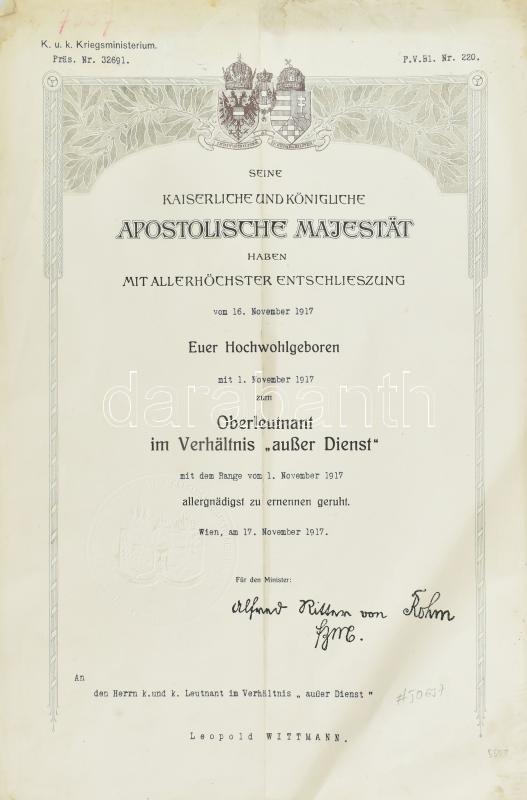 K. u. k. Kriegsministerium.
Präs. Nr. 32691.
P.V.Bl. Nr. 220.
SEINE
KAISERLICHE UND KÖNIGLICHE
APOSTOLISCHE MAJESTÄT
HABEN
MIT ALLERHÖCHSTER ENTSCHLIESZUNG
vom 16. November 1917
Euer Hochwohlgeboren
mit 1. November 1917
zum
darabanth
Oberleutnant
im Verhältnis „außer Dienst“
mit dem Range vom 1. November 1917
allergnädigst zu ernennen geruht.
Wien, am 17. November 1917.
Für den Minister:
Alfred Ritter von
An
den Herrn k.und k. Leutnant im Verhältnis „ außer Dienst "
Leopold WITTMANN.